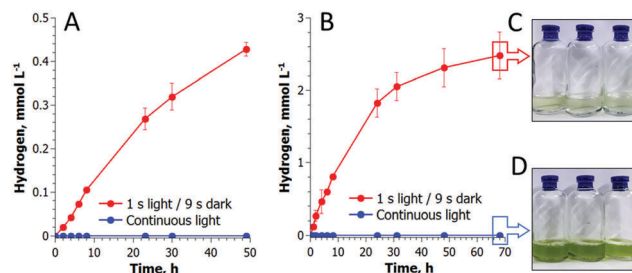 A
Hydrogen, mmol L⁻¹
0.5
0.4
0.3
0.2
0.1
0
1 s light / 9 s dark
Continuous light
0 10 20 30 40 50
Time, h
B
Hydrogen, mmol L⁻¹
3
2
1
0
1 s light / 9 s dark
Continuous light
0 10 20 30 40 50 60 70
Time, h
C
D